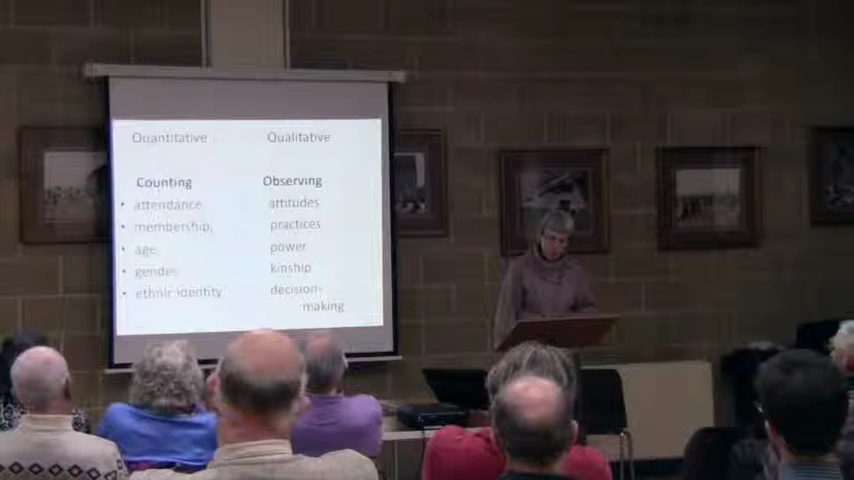 Quantitative Qualitative
Counting Observing
• attendance attitudes
• membership, practices
• age, power
• gender, kinship
• ethnic identity decision-
making